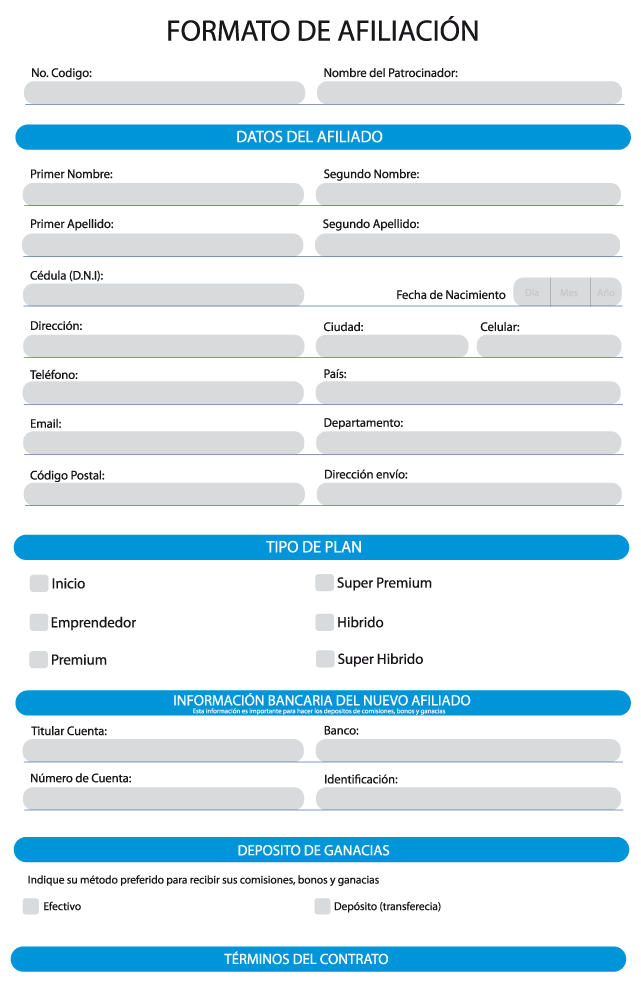 FORMATO DE AFILIACIÓN
No. Codigo: Nombre del Patrocinador:
DATOS DEL AFILIADO
Primer Nombre: Segundo Nombre:
Primer Apellido: Segundo Apellido:
Cédula (D.N.I):
Fecha de Nacimiento Día Mes Año
Dirección: Ciudad: Celular:
Teléfono: País:
Email: Departamento:
Código Postal: Dirección envío:
TIPO DE PLAN
Inicio Super Premium
Emprendedor Hibrido
Premium Super Hibrido
INFORMACIÓN BANCARIA DEL NUEVO AFILIADO
Esta información es importante para hacer los depositos de comisiones, bonos y ganacias
Titular Cuenta: Banco:
Número de Cuenta: Identificación:
DEPOSITO DE GANACIAS
Indique su método preferido para recibir sus comisiones, bonos y ganacias
Efectivo Depósito (transferecia)
TÉRMINOS DEL CONTRATO